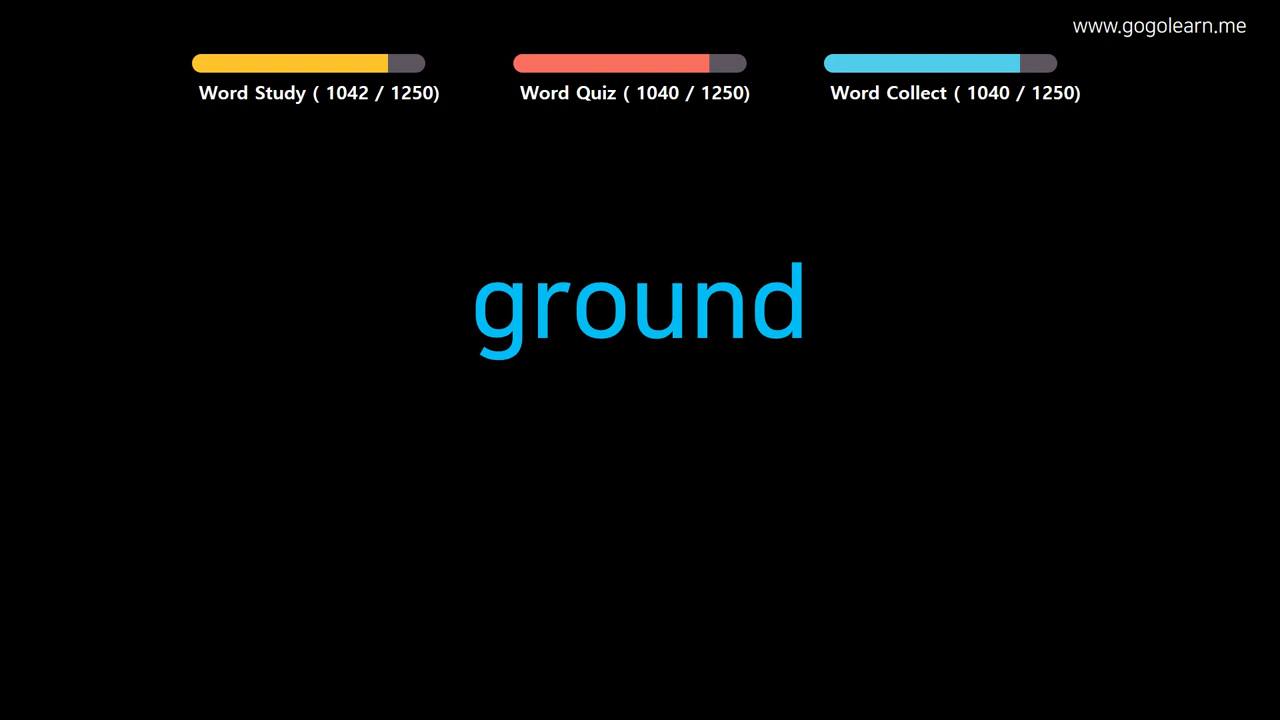 www.gogolearn.me
Word Study ( 1042 / 1250)
Word Quiz ( 1040 / 1250)
Word Collect ( 1040 / 1250)
ground